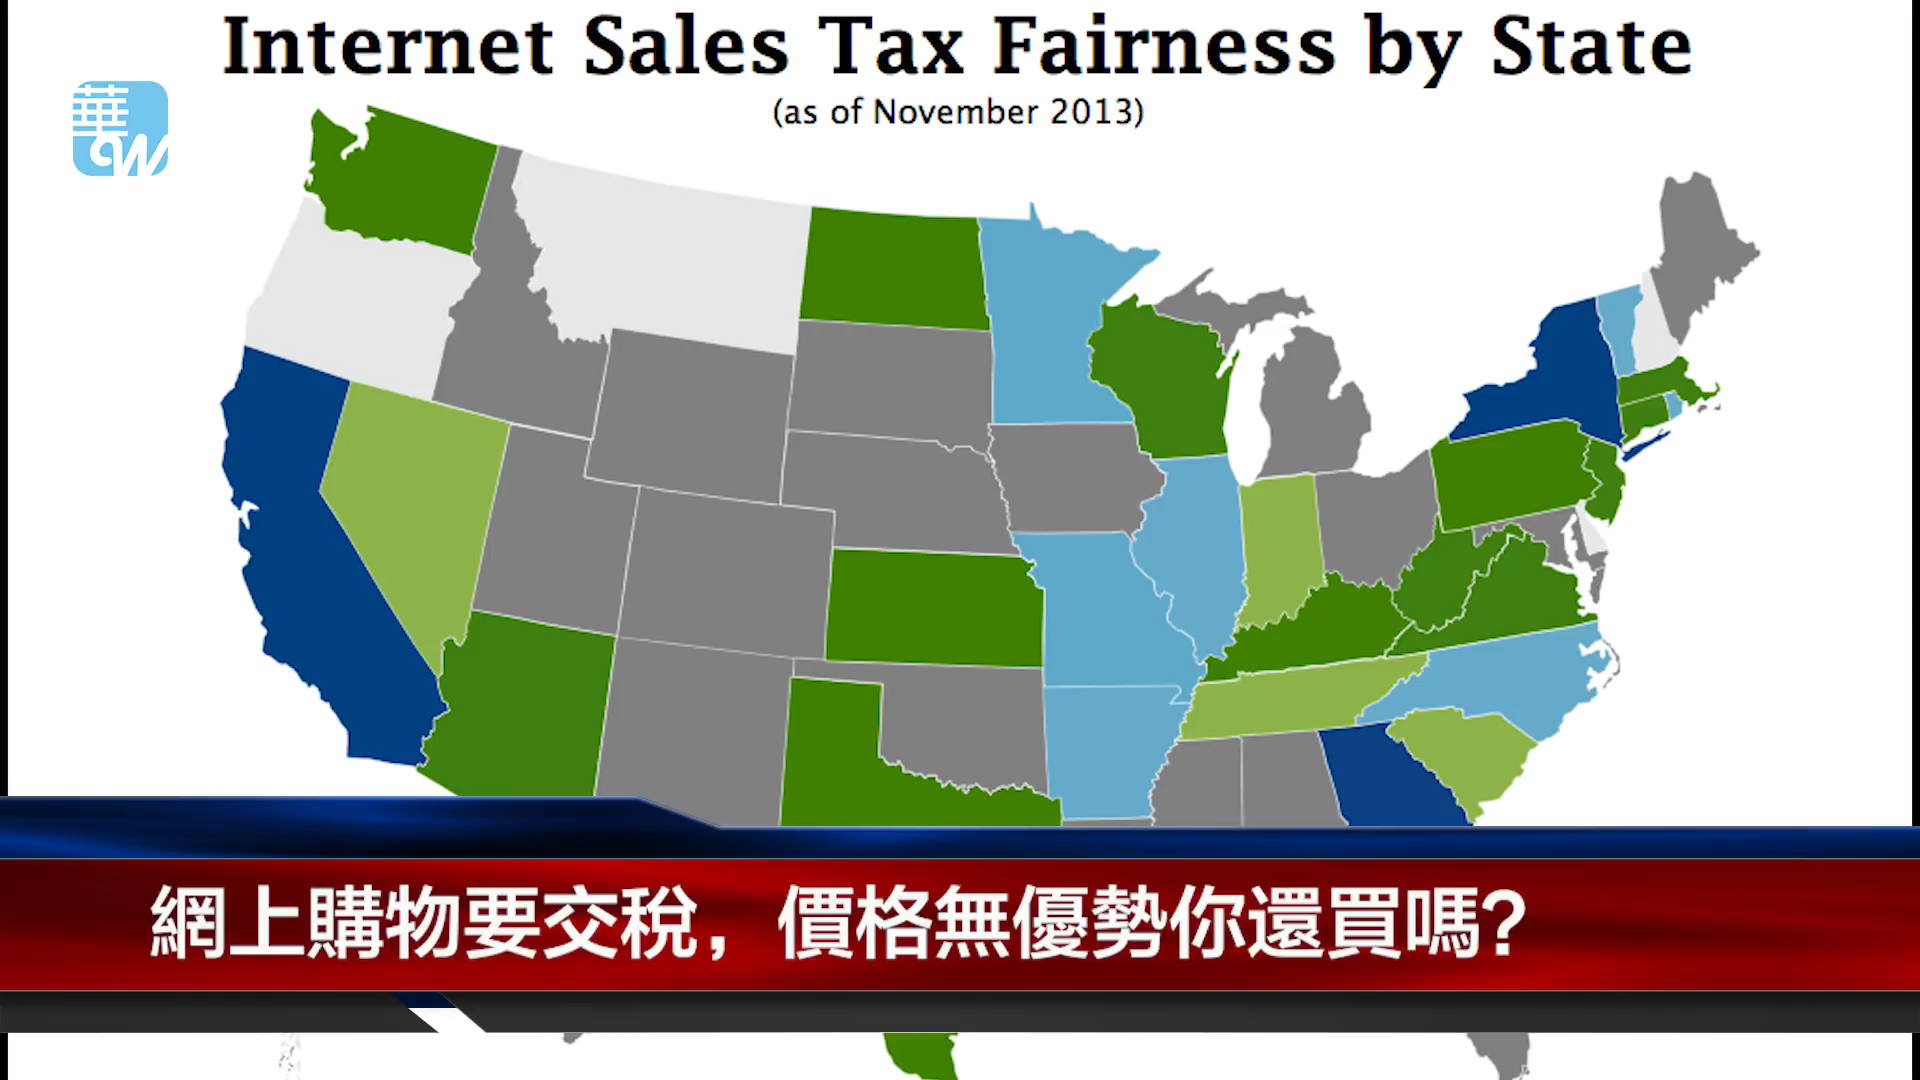 Internet Sales Tax Fairness by State
(as of November 2013)
華
W
網上購物要交稅，價格無優勢你還買嗎?